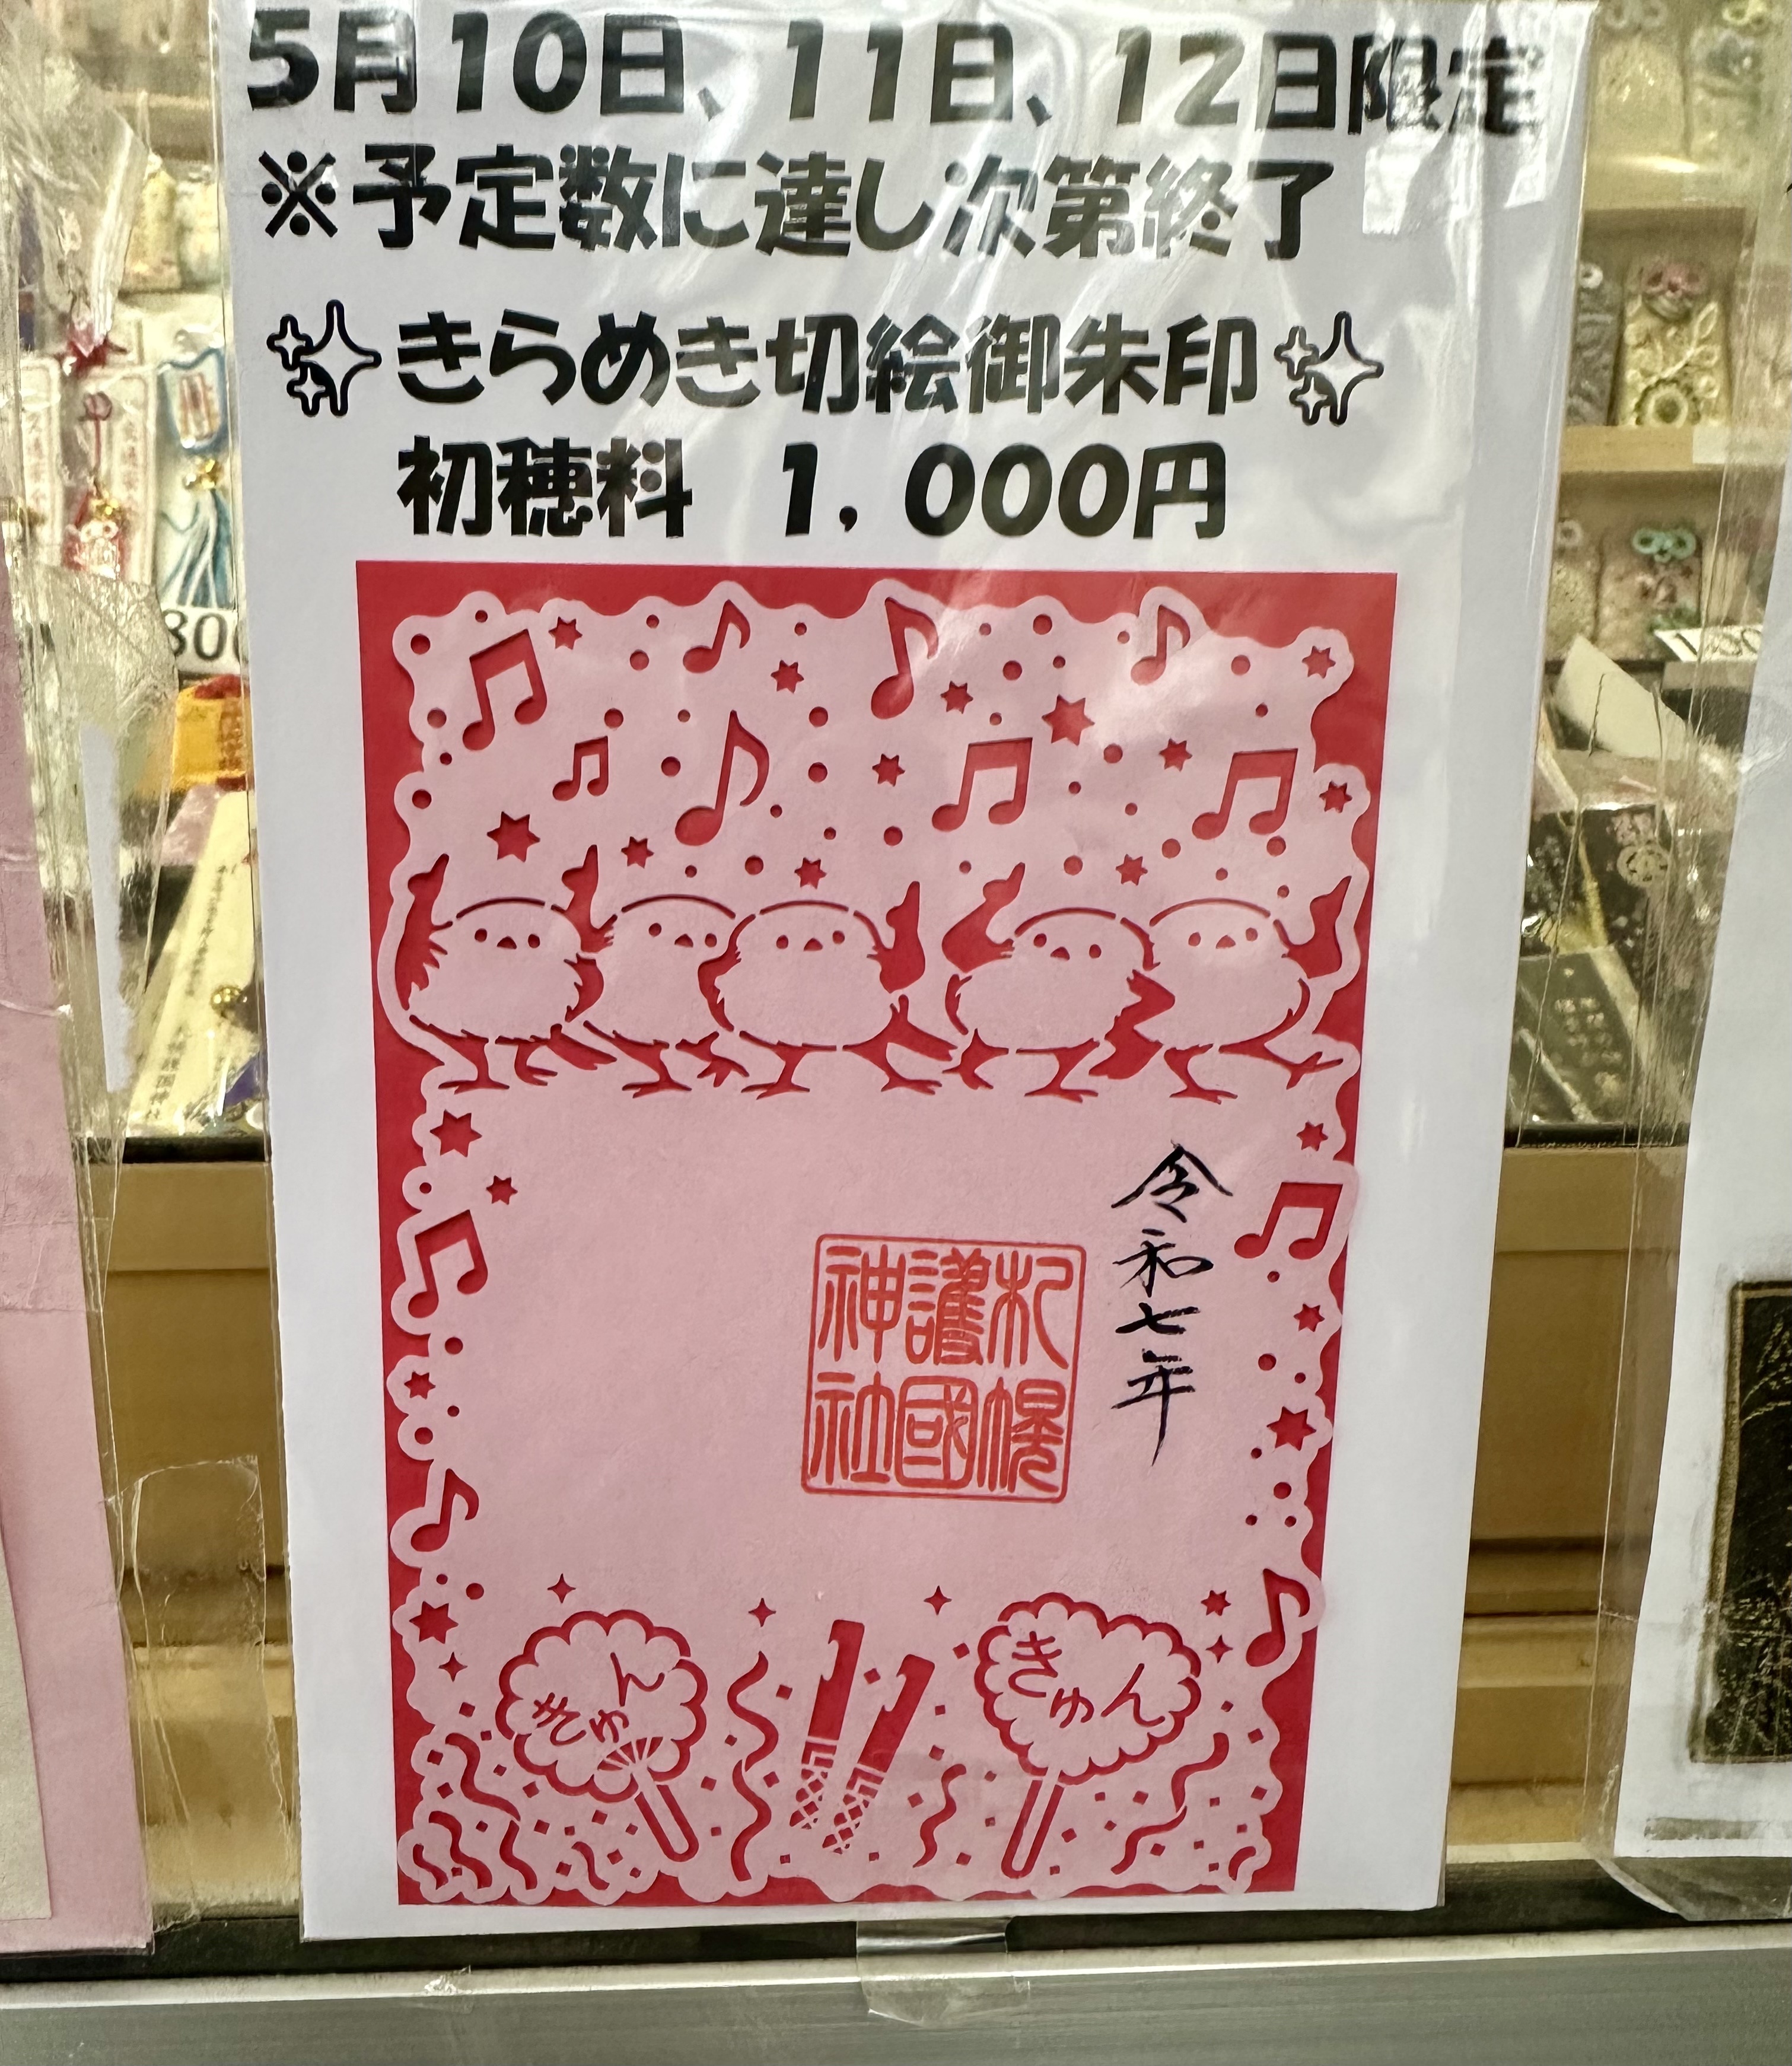 5月10日、11日、12日限定
※予定数に達し次第終了
きらめき切絵御朱印
初穂料 1,000円
令和七年
札幌
護國
神社
きゅん
きゅん
800